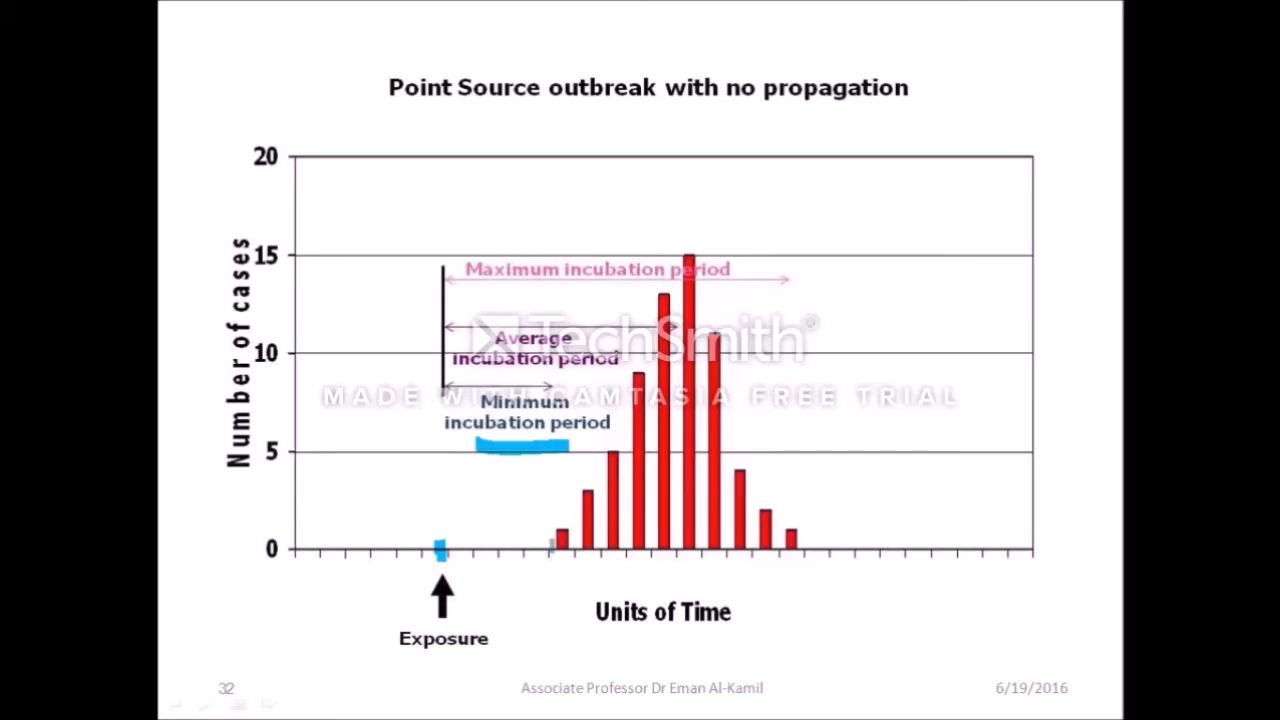 Point Source outbreak with no propagation
20
15
10
5
0
Number of cases
Maximum incubation period
Average
incubation period
Minimum
incubation period
TechSmith®
MADE WITH CAMTASIA FREE TRIAL
Units of Time
Exposure
32
Associate Professor Dr Eman Al-Kamil
6/19/2016